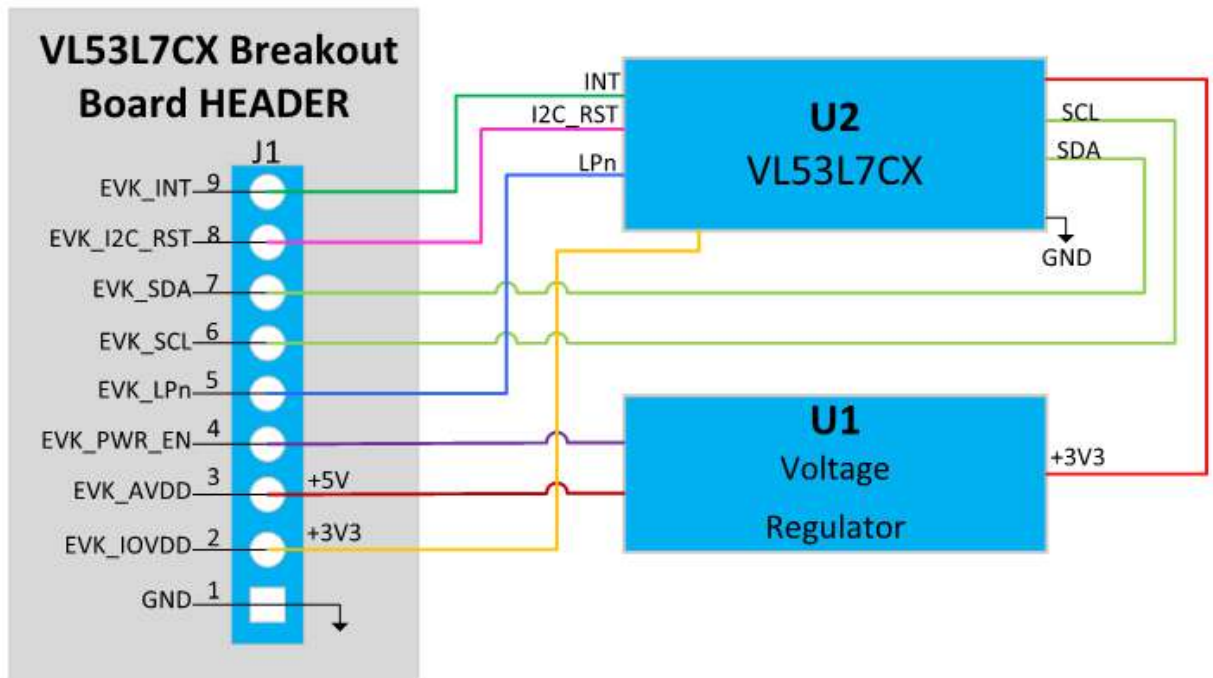 VL53L7CX Breakout
Board HEADER
J1
EVK_INT 9
EVK_I2C_RST 8
EVK_SDA 7
EVK_SCL 6
EVK_LPn 5
EVK_PWR_EN 4
EVK_AVDD 3 +5V
EVK_IOVDD 2 +3V3
GND 1
INT
I2C_RST
LPn
U2
VL53L7CX
SCL
SDA
GND
U1
Voltage
Regulator
+3V3